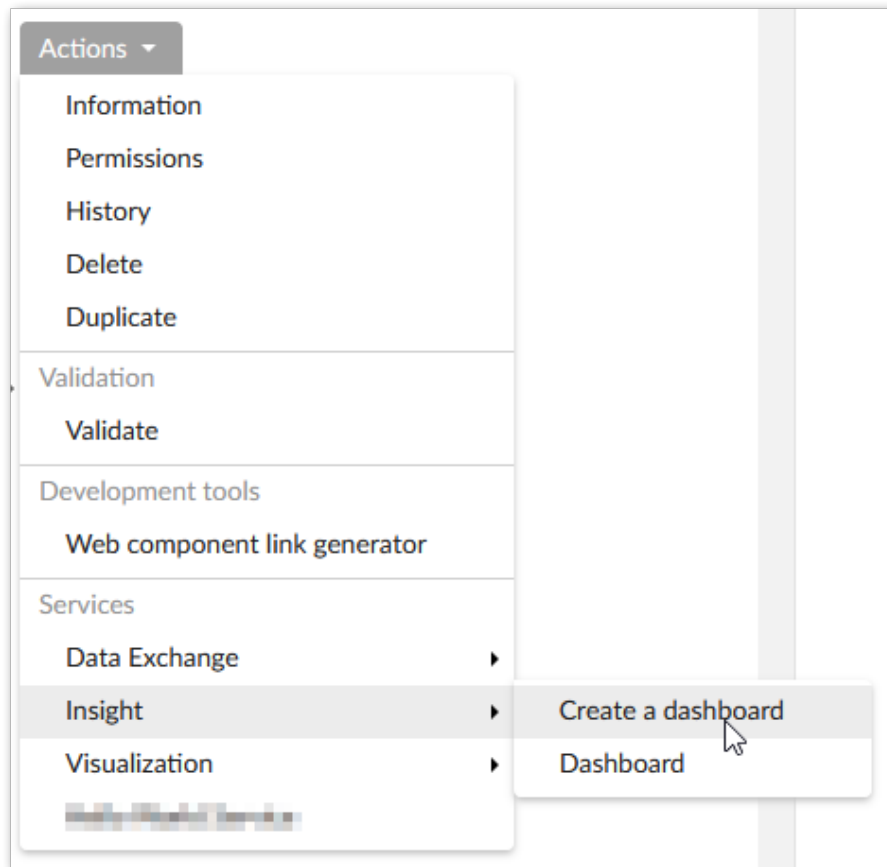 Actions
Information
Permissions
History
Delete
Duplicate
Validation
Validate
Development tools
Web component link generator
Services
Data Exchange
Insight
Create a dashboard
Visualization
Dashboard